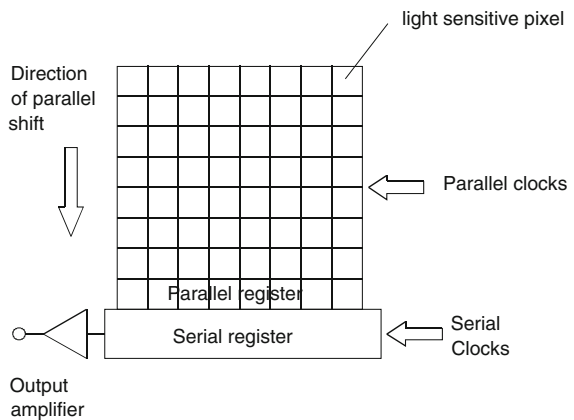 light sensitive pixel
Direction
of parallel
shift
Parallel clocks
Parallel register
Serial register
Serial
Clocks
Output
amplifier